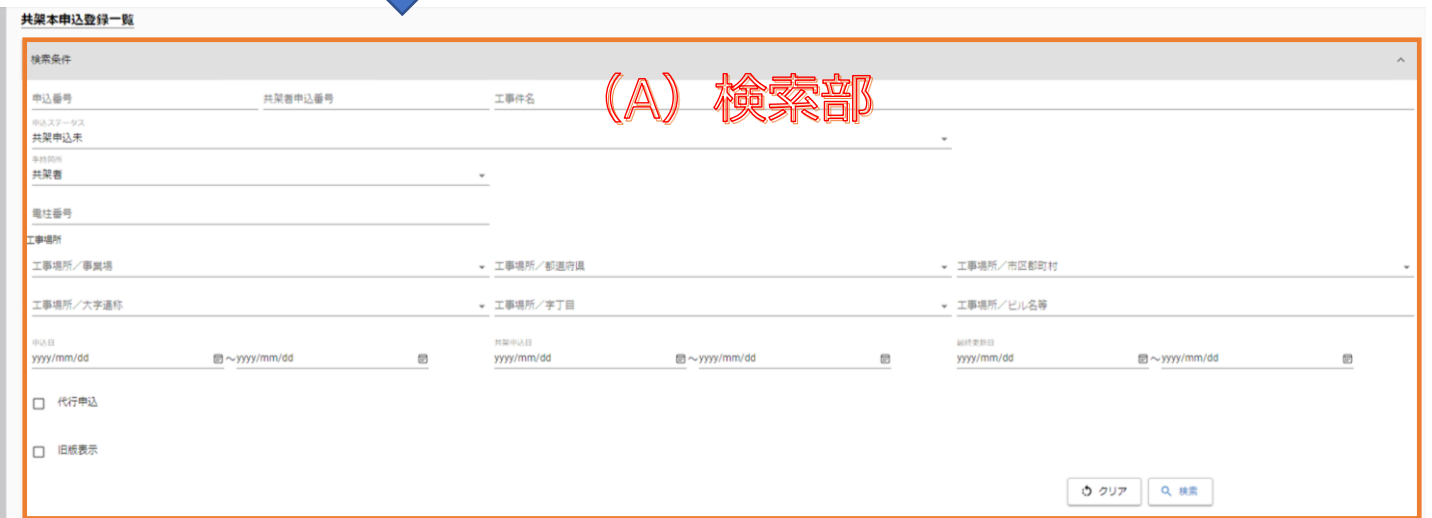 共架本申込登録一覧
検索条件
(A) 検索部
申込番号 共架者申込番号 工事件名
申込ステータス
共架申込未
手持箇所
共架者
電柱番号
工事場所
工事場所／事業場 工事場所／都道府県 工事場所／市区郡町村
工事場所／大字通称 工事場所／字丁目 工事場所／ビル名等
申込日 共架申込日 最終更新日
yyyy/mm/dd ～yyyy/mm/dd yyyy/mm/dd ～yyyy/mm/dd yyyy/mm/dd ～yyyy/mm/dd
代行申込
旧版表示
クリア 検索